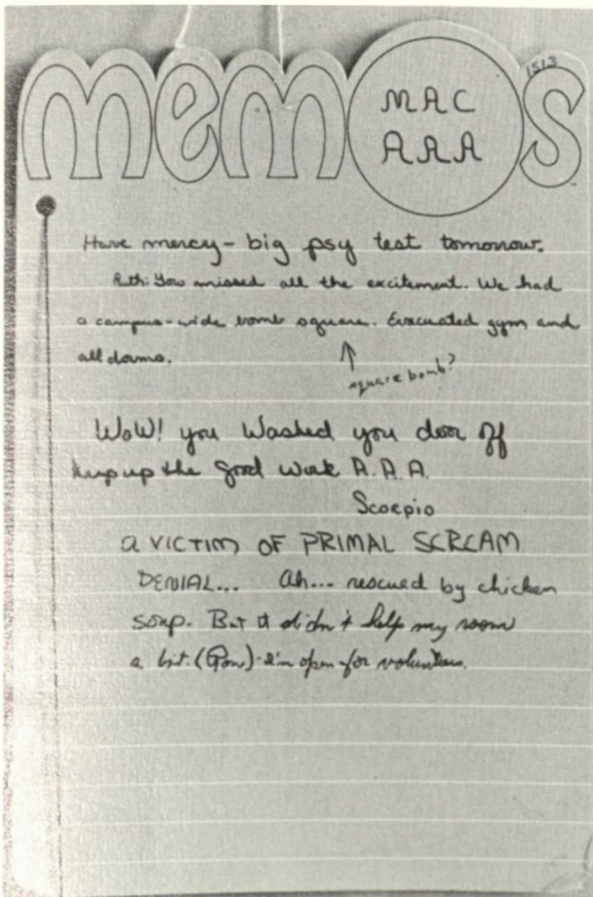 memos
1513
MAC
AAA
Have mercy - big psy test tomorrow.
Ruth: You missed all the excitement. We had
a campus-wide bomb square. Evacuated gym and
all dorms.
square bomb?
WoW! you Washed you door off
keep up the good work A.A.A.
Scorpio
a VICTIM OF PRIMAL SCREAM
DENIAL... Ah... rescued by chicken
soup. But it didn't help my room
a bit. I'm open for volunteers.